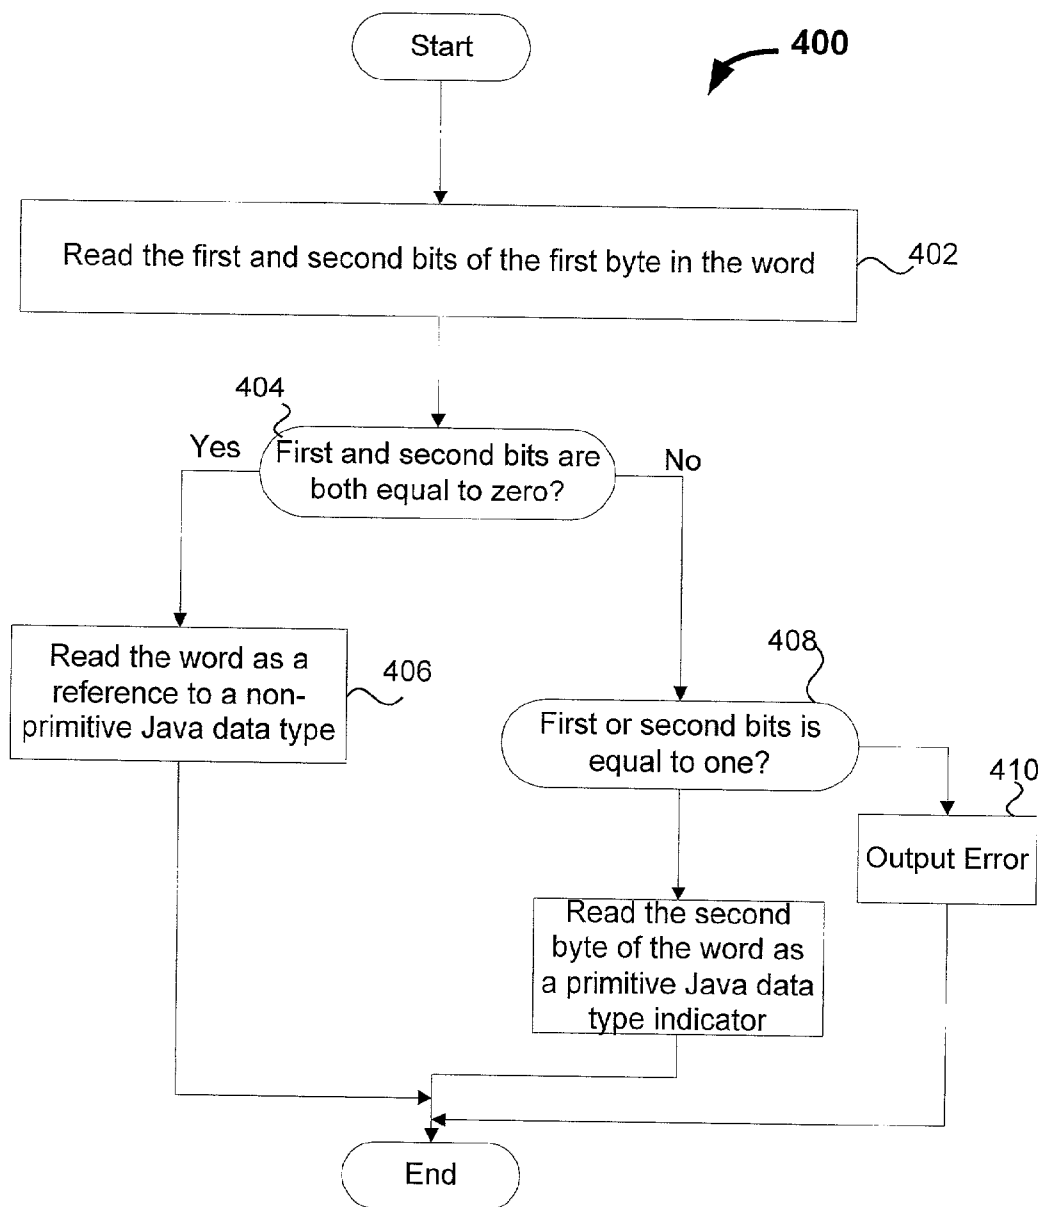 Start
400
Read the first and second bits of the first byte in the word
402
404
Yes
First and second bits are
both equal to zero?
No
Read the word as a
reference to a non-
primitive Java data type
406
408
First or second bits is
equal to one?
410
Output Error
Read the second
byte of the word as
a primitive Java data
type indicator
End